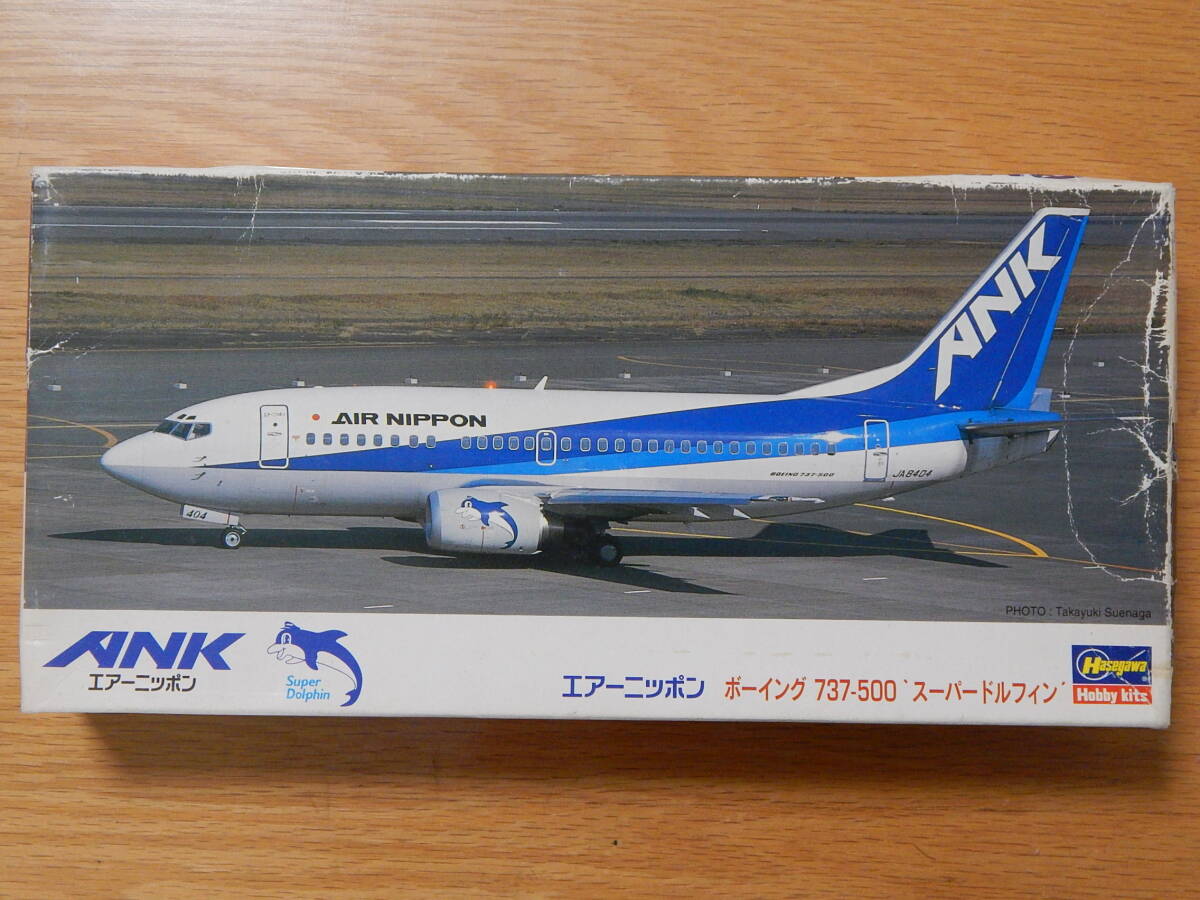 ANK
AIR NIPPON
BOEING 737-500
JA8404
404
PHOTO : Takayuki Suenaga
ANK
エアーニッポン
Super
Dolphin
エアーニッポン ボーイング 737-500 ‵スーパードルフィン′
Hasegawa
Hobby kits